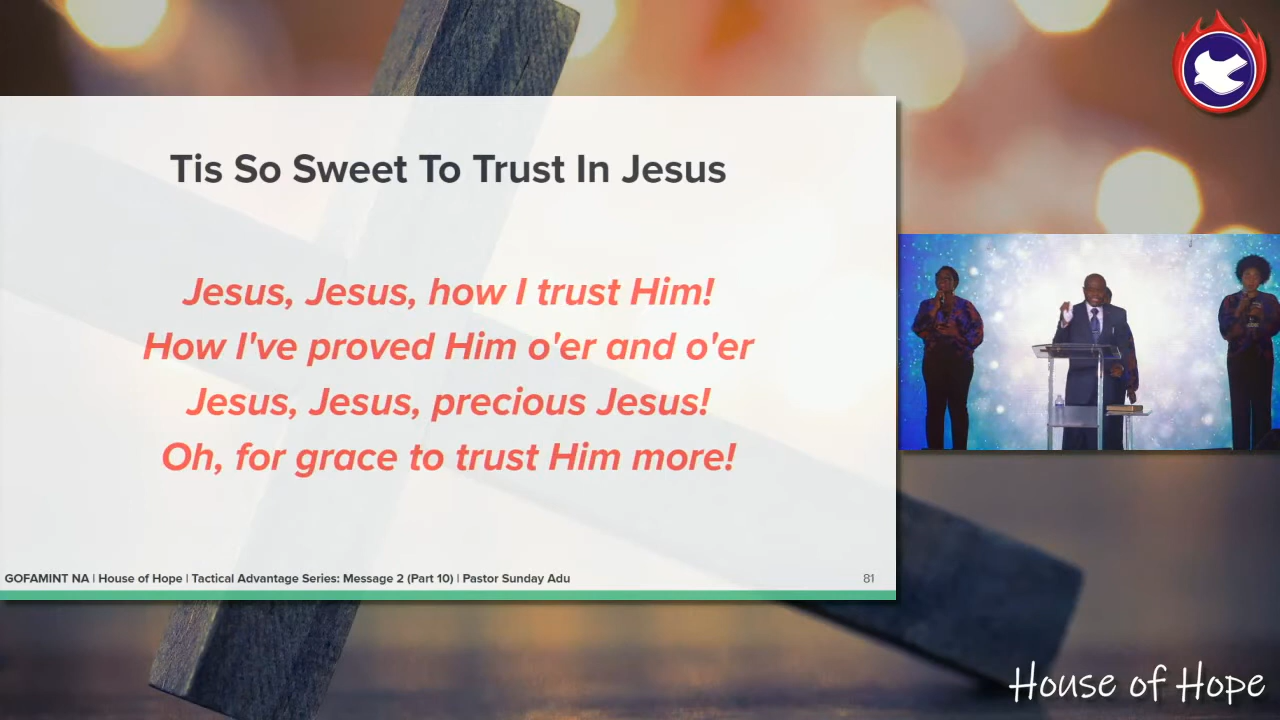 Tis So Sweet To Trust In Jesus
Jesus, Jesus, how I trust Him!
How I've proved Him o'er and o'er
Jesus, Jesus, precious Jesus!
Oh, for grace to trust Him more!
GOFAMINT NA | House of Hope | Tactical Advantage Series: Message 2 (Part 10) | Pastor Sunday Adu
81
House of Hope